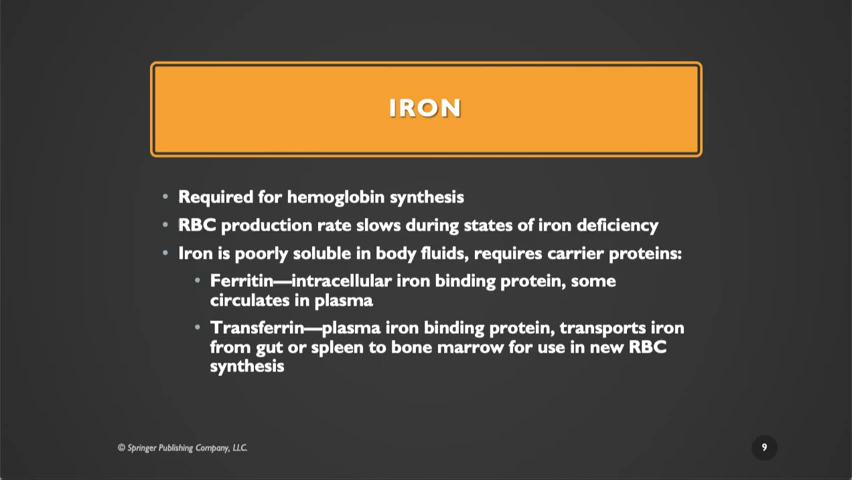 IRON
• Required for hemoglobin synthesis
• RBC production rate slows during states of iron deficiency
• Iron is poorly soluble in body fluids, requires carrier proteins:
• Ferritin—intracellular iron binding protein, some
circulates in plasma
• Transferrin—plasma iron binding protein, transports iron
from gut or spleen to bone marrow for use in new RBC
synthesis
© Springer Publishing Company, LLC.
9